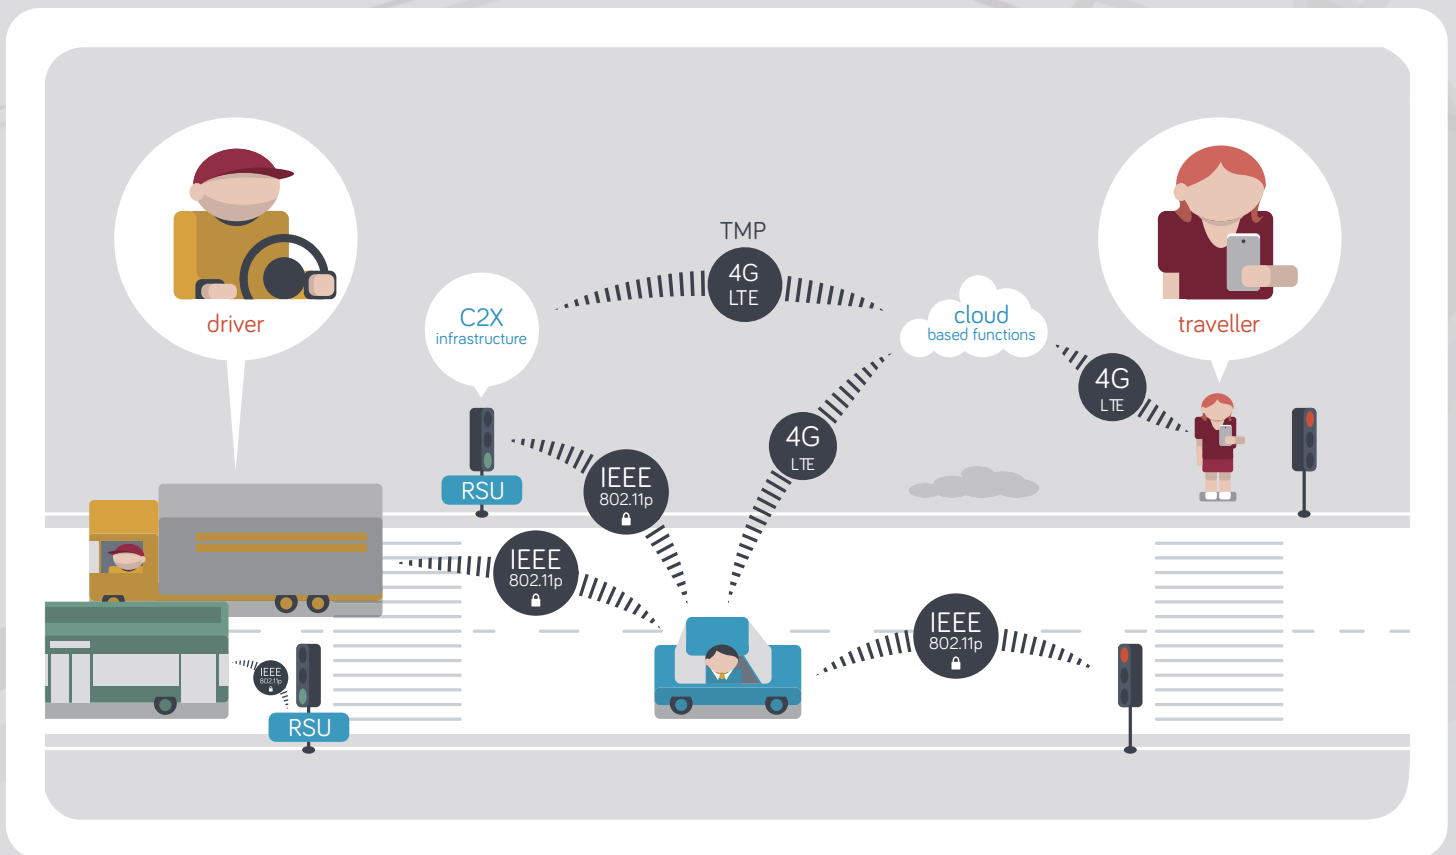 TMP
4G
LTE
C2X
infrastructure
cloud
based functions
driver
traveller
4G
LTE
4G
LTE
IEEE
802.11p
RSU
IEEE
802.11p
IEEE
802.11p
IEEE
802.11p
RSU